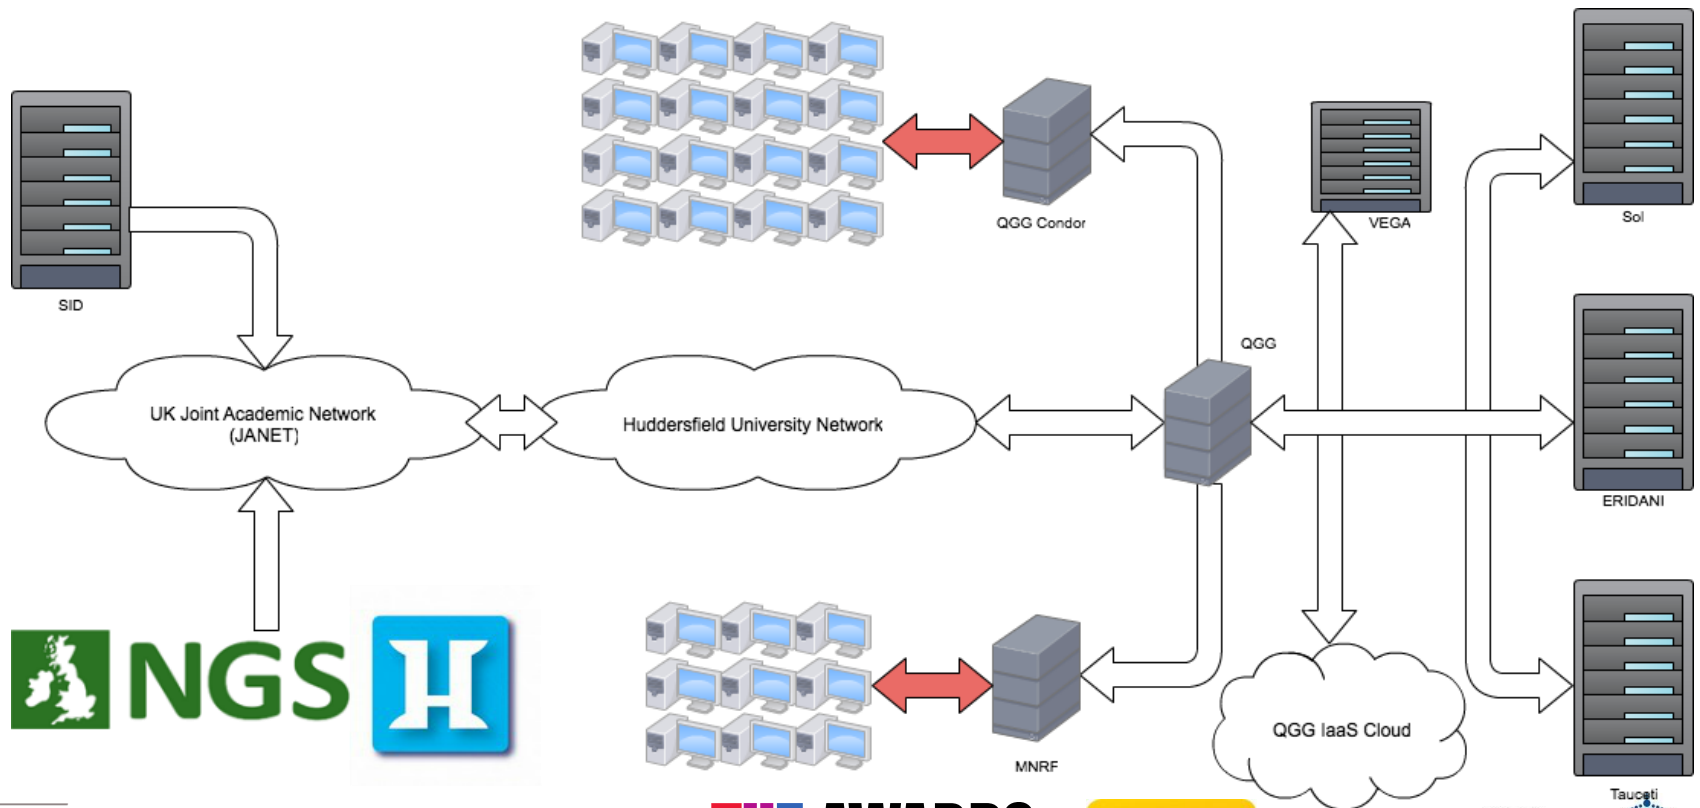 QGG Condor
VEGA
Sol
SID
QGG
UK Joint Academic Network
(JANET)
Huddersfield University Network
ERIDANI
NGS
H
QGG IaaS Cloud
MNRF
Tauceti